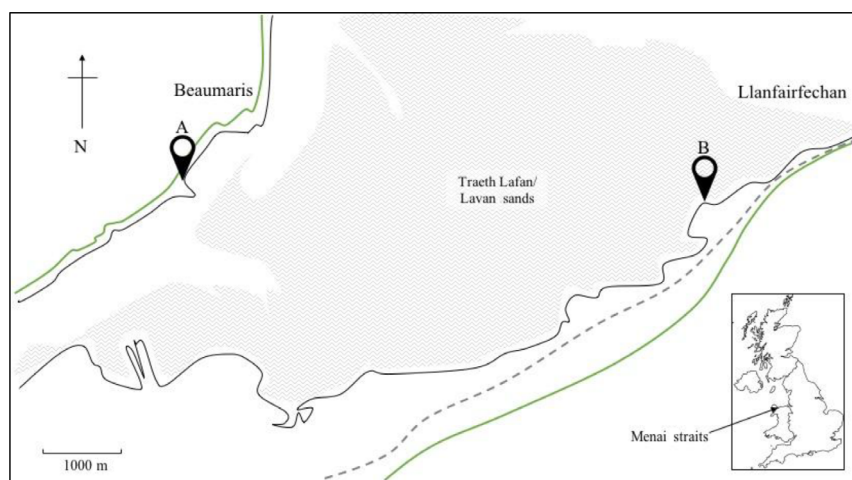 Beaumaris
Llanfairfechan
A
B
N
Traeth Lafan/
Lavan sands
Menai straits
1000 m